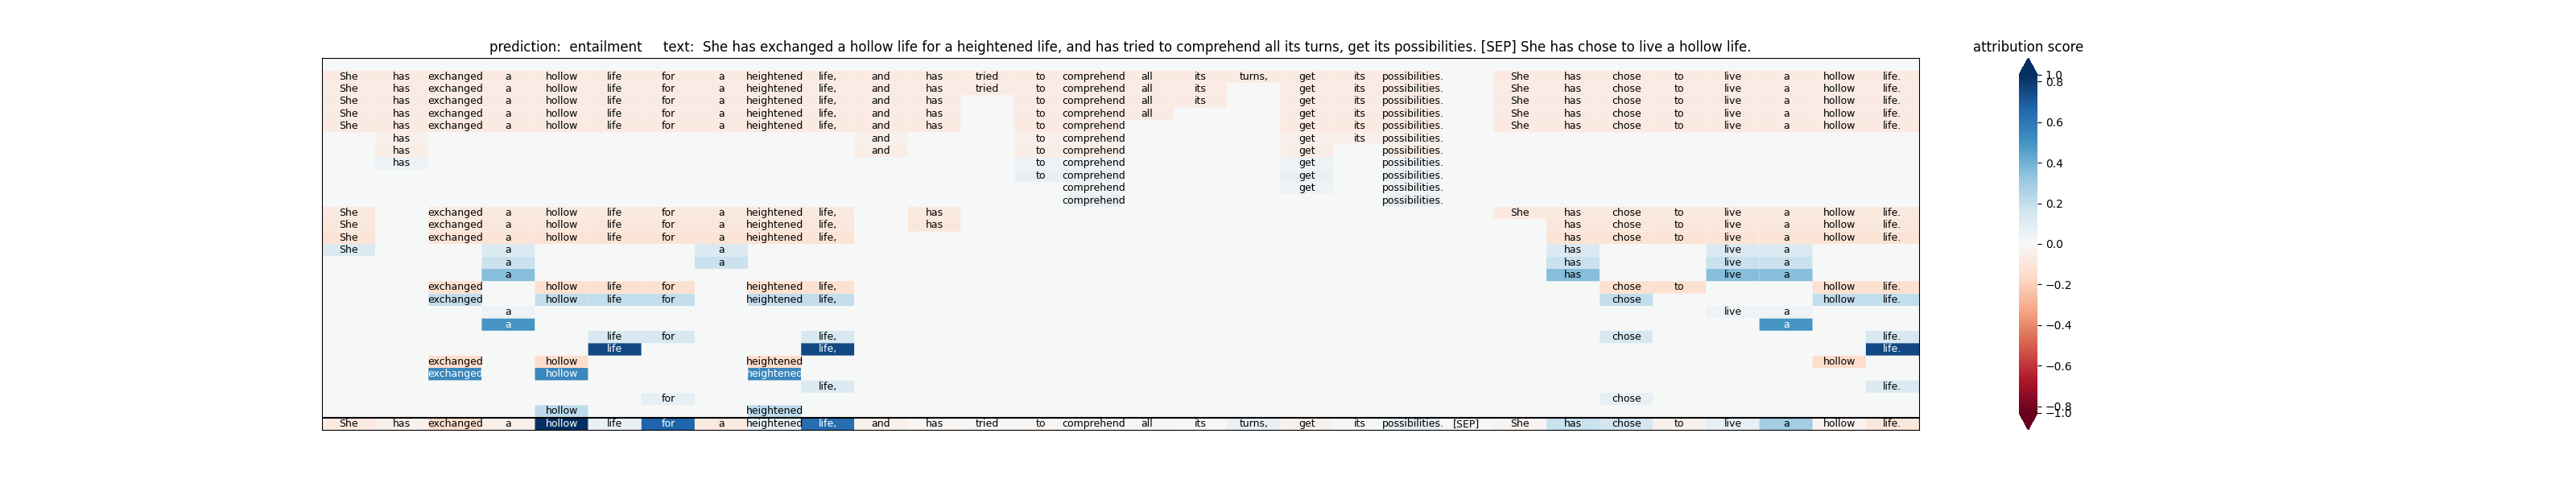 prediction:  entailment     text:  She has exchanged a hollow life for a heightened life, and has tried to comprehend all its turns, get its possibilities. [SEP] She has chose to live a hollow life.
attribution score
She has exchanged a hollow life for a heightened life, and has tried to comprehend all its turns, get its possibilities. She has chose to live a hollow life.
She has exchanged a hollow life for a heightened life, and has tried to comprehend all its get its possibilities. She has chose to live a hollow life.
She has exchanged a hollow life for a heightened life, and has to comprehend all its get its possibilities. She has chose to live a hollow life.
She has exchanged a hollow life for a heightened life, and has to comprehend all get its possibilities. She has chose to live a hollow life.
She has exchanged a hollow life for a heightened life, and has to comprehend get its possibilities. She has chose to live a hollow life.
has and to comprehend get its possibilities.
has and to comprehend get possibilities.
has to comprehend get possibilities.
to comprehend get possibilities.
comprehend get possibilities.
comprehend possibilities.
She exchanged a hollow life for a heightened life, has She has chose to live a hollow life.
She exchanged a hollow life for a heightened life, has has chose to live a hollow life.
She exchanged a hollow life for a heightened life, has chose to live a hollow life.
She a a has live a
a a has live a
a has live a
exchanged hollow life for heightened life, chose to hollow life.
exchanged hollow life for heightened life, chose hollow life.
a live a
a a
life for life, chose life.
life life, life.
exchanged hollow heightened hollow
exchanged hollow heightened
life, life.
for chose
hollow heightened
She has exchanged a hollow life for a heightened life, and has tried to comprehend all its turns, get its possibilities. [SEP] She has chose to live a hollow life.
1.0
0.8
0.6
0.4
0.2
0.0
−0.2
−0.4
−0.6
−0.8
−1.0